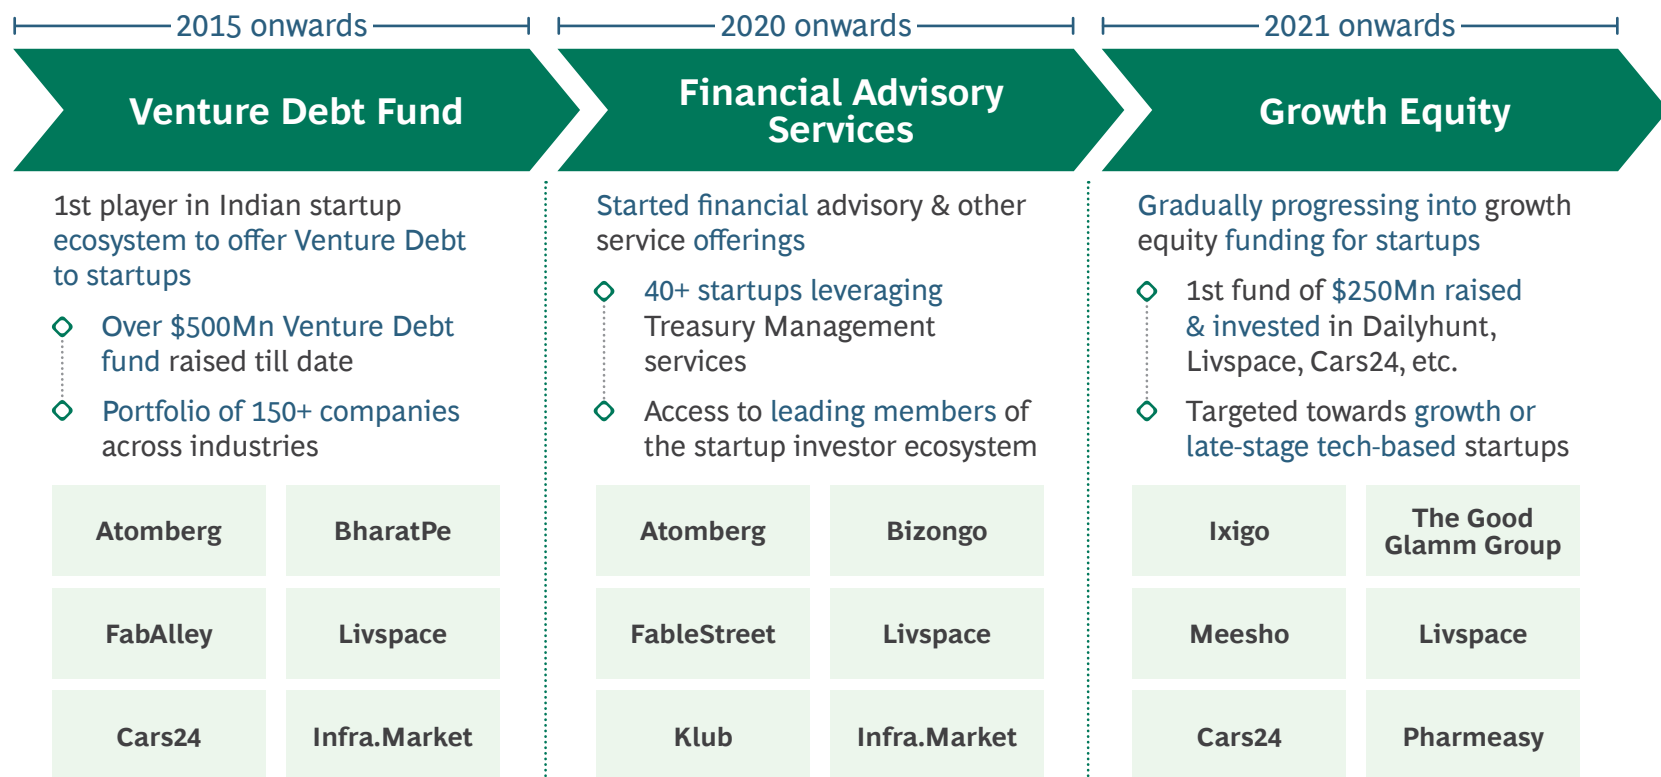 2015 onwards
Venture Debt Fund
1st player in Indian startup
ecosystem to offer Venture Debt
to startups
Over $500Mn Venture Debt
fund raised till date
Portfolio of 150+ companies
across industries
Atomberg
BharatPe
FabAlley
Livspace
Cars24
Infra.Market
2020 onwards
Financial Advisory
Services
Started financial advisory & other
service offerings
40+ startups leveraging
Treasury Management
services
Access to leading members of
the startup investor ecosystem
Atomberg
Bizongo
FableStreet
Livspace
Klub
Infra.Market
2021 onwards
Growth Equity
Gradually progressing into growth
equity funding for startups
1st fund of $250Mn raised
& invested in Dailyhunt,
Livspace, Cars24, etc.
Targeted towards growth or
late-stage tech-based startups
Ixigo
The Good
Glamm Group
Meesho
Livspace
Cars24
Pharmeasy